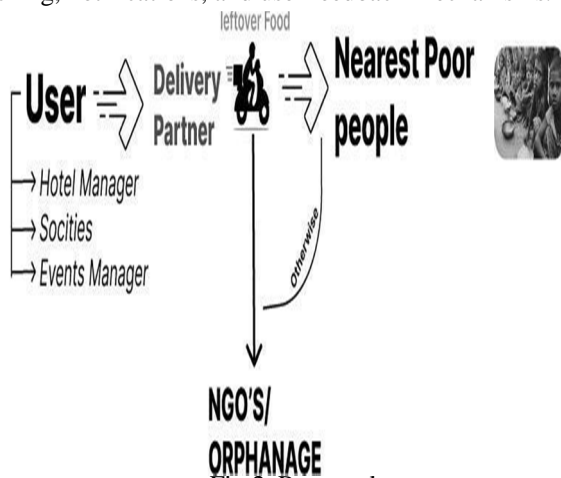 leftover Food
User
Delivery
Partner
Nearest Poor
people
Hotel Manager
Socities
Events Manager
Otherwise
NGO'S/
ORPHANAGE